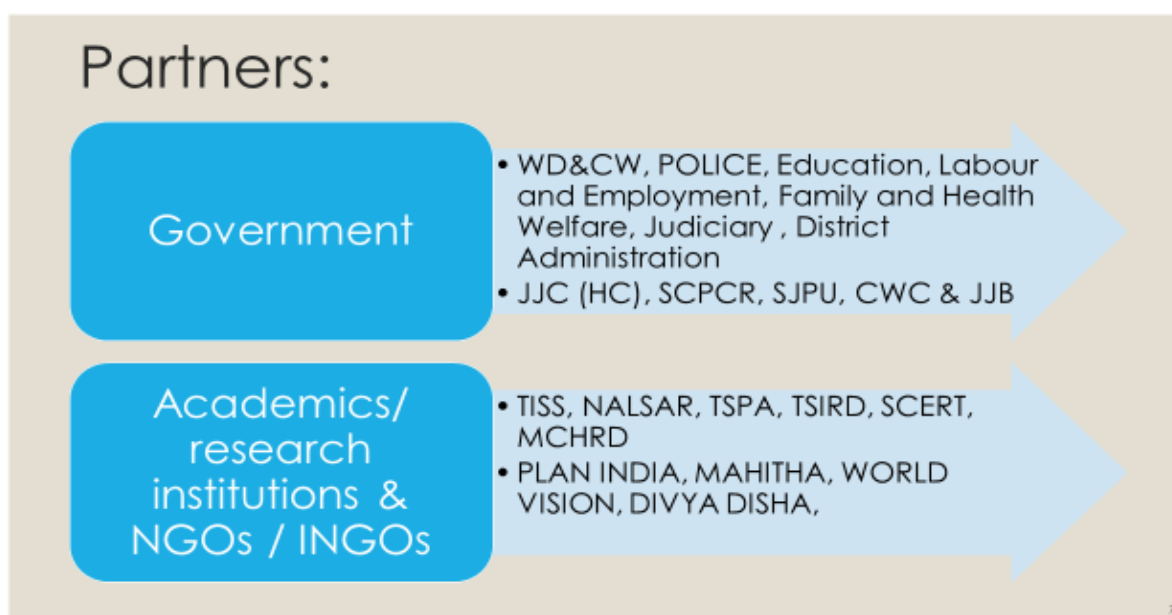 Partners:
Government
• WD&CW, POLICE, Education, Labour
and Employment, Family and Health
Welfare, Judiciary , District
Administration
• JJC (HC), SCPCR, SJPU, CWC & JJB
Academics/
research
institutions &
NGOs / INGOs
• TISS, NALSAR, TSPA, TSIRD, SCERT,
MCHRD
• PLAN INDIA, MAHITHA, WORLD
VISION, DIVYA DISHA,